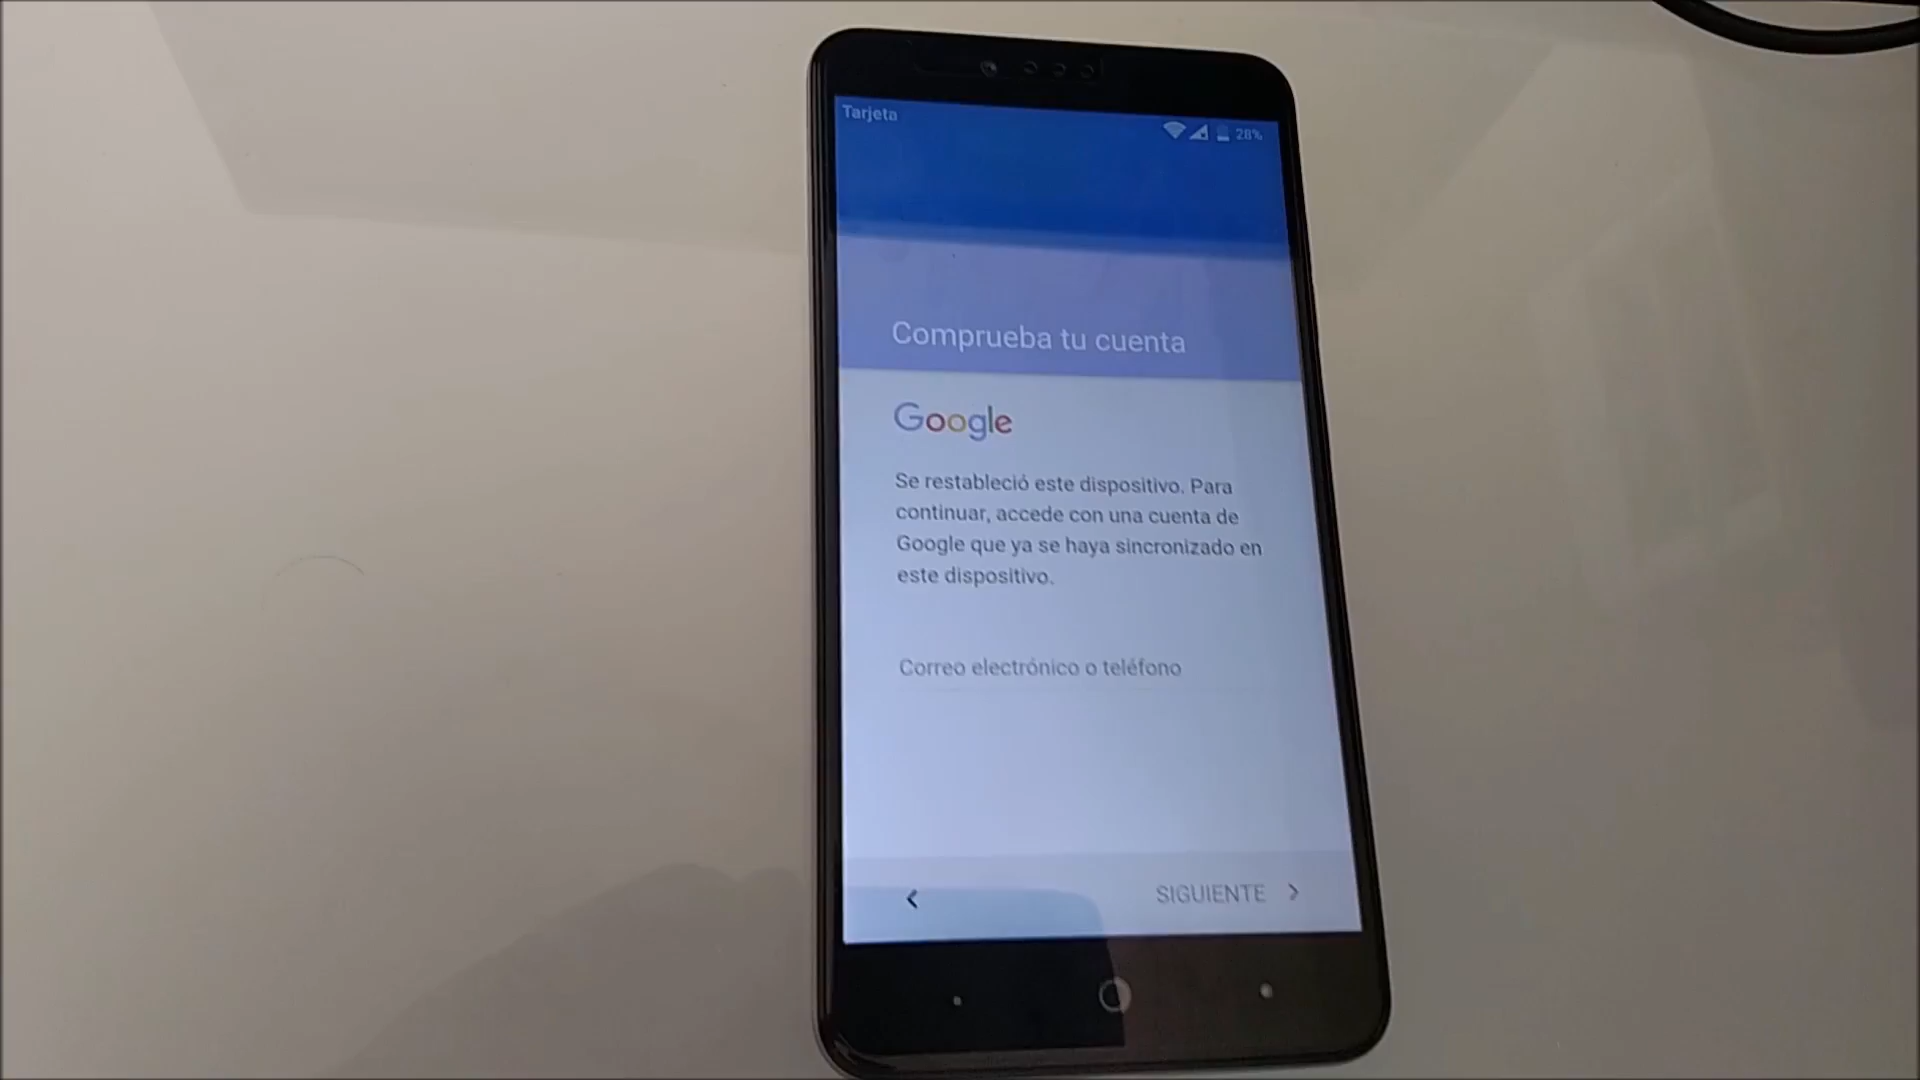 Tarjeta
28%
Comprueba tu cuenta
Google
Se restableció este dispositivo. Para
continuar, accede con una cuenta de
Google que ya se haya sincronizado en
este dispositivo.
Correo electrónico o teléfono
SIGUIENTE